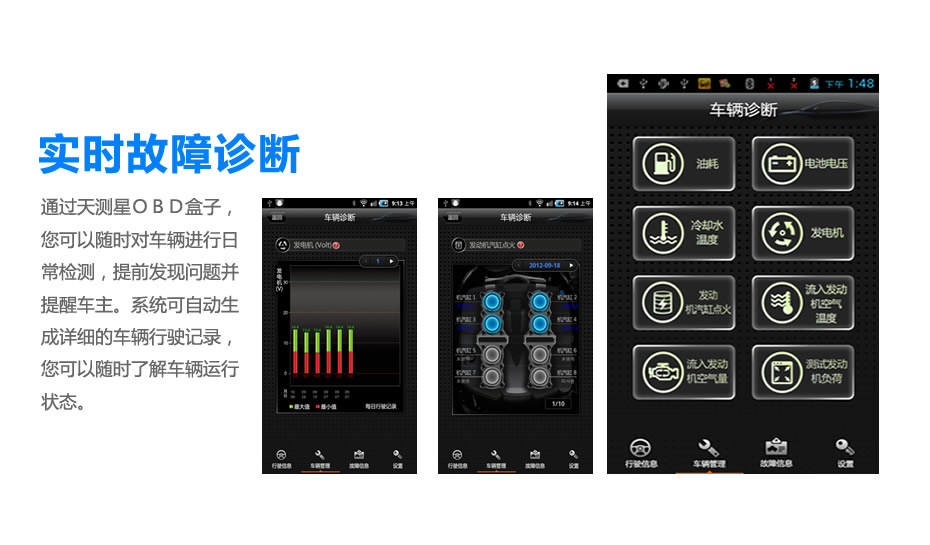 实时故障诊断
通过天测星OBD盒子，
您可以随时对车辆进行日
常检测，提前发现问题并
提醒车主。系统可自动生
成详细的车辆行驶记录，
您可以随时了解车辆运行
状态。
9:13 上午
返回
车辆诊断
发电机 (Volt)
1
发电机(V)
30
20
10
0
最大值 最小值 每日行驶记录
行驶信息 车辆管理 故障信息 设置
9:14 上午
返回
车辆诊断
发动机汽缸点火
2012-09-18
机汽缸 1 机汽缸 2
机汽缸 3 机汽缸 4
机汽缸 5 机汽缸 6
机汽缸 7 机汽缸 8
1/10
行驶信息 车辆管理 故障信息 设置
下午 1:48
车辆诊断
油耗
电池电压
冷却水
温度
发电机
发动
机汽缸点火
流入发动
机空气
温度
流入发动
机空气量
测试发动
机负荷
行驶信息 车辆管理 故障信息 设置